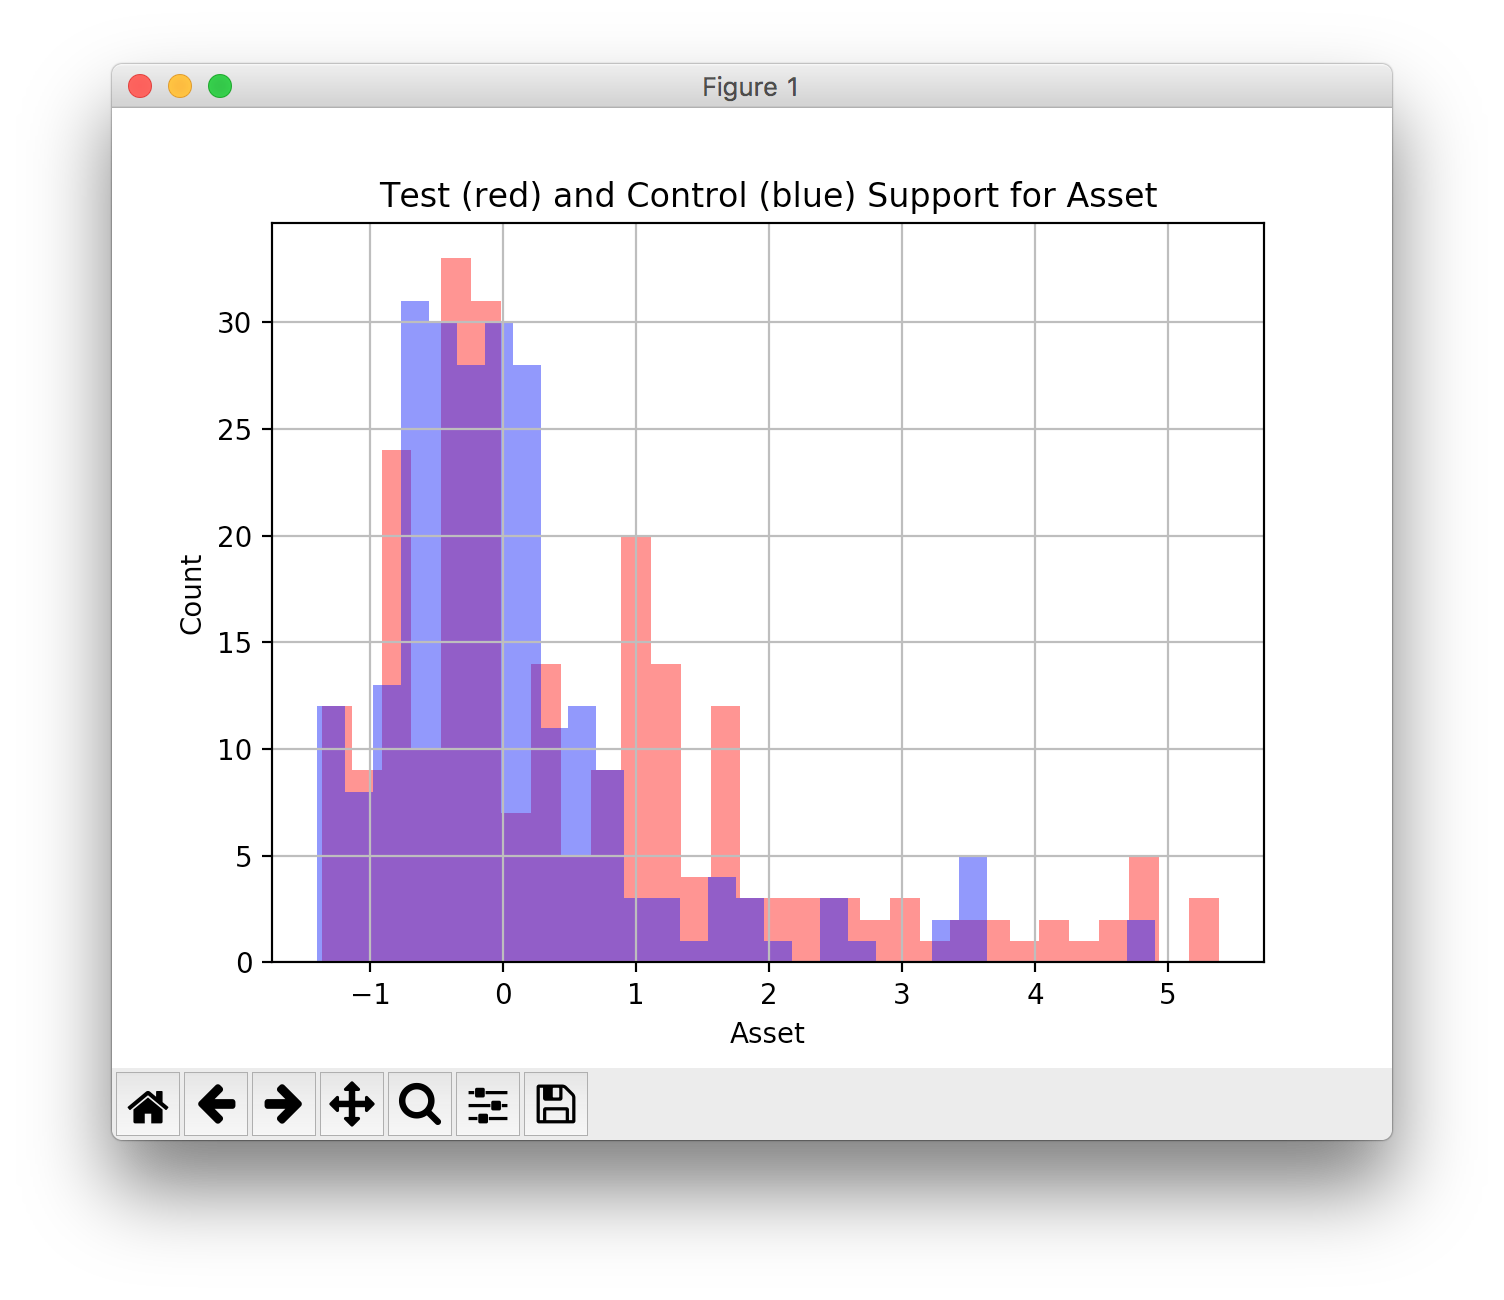 Figure 1
Test (red) and Control (blue) Support for Asset
Count
30
25
20
15
10
5
0
−1 0 1 2 3 4 5
Asset